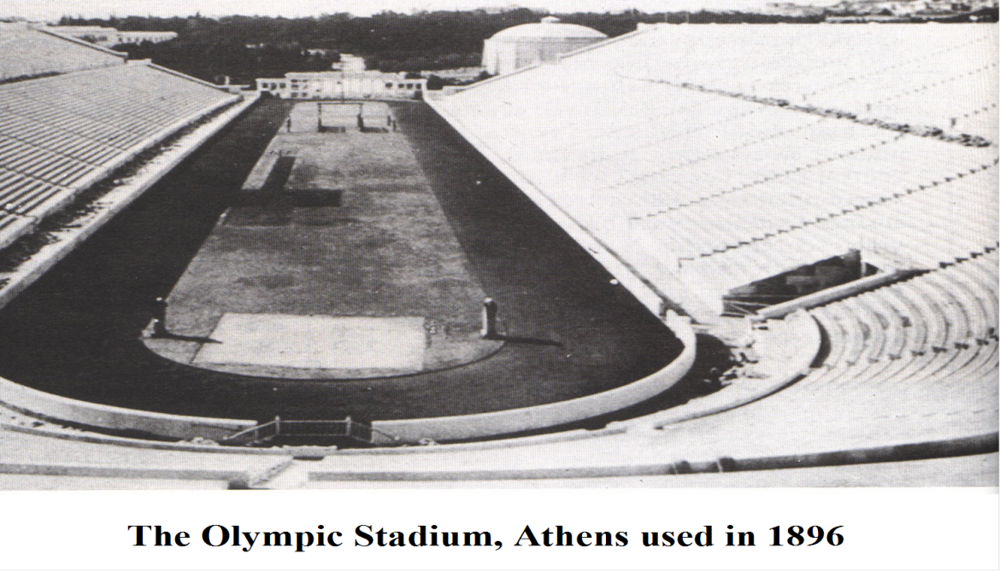 The Olympic Stadium, Athens used in 1896